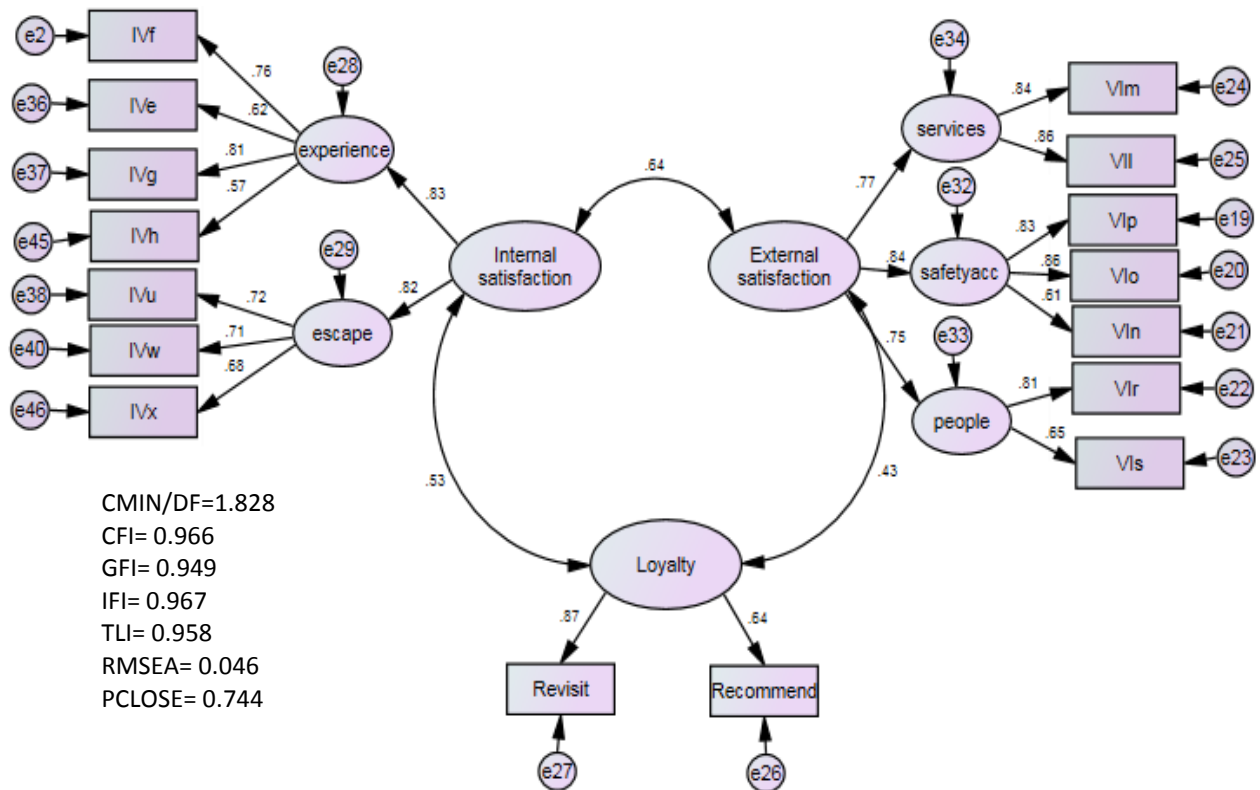 e2
IVf
.76
e28
e36
IVe
.62
experience
e37
IVg
.81
e45
IVh
.57
.83
e29
e38
IVu
.72
escape
.82
e40
IVw
.71
e46
IVx
.68
Internal
satisfaction
.64
External
satisfaction
e34
services
.77
.84
VIm
e24
.86
VIl
e25
e32
safetyacc
.84
.83
VIp
e19
.86
VIo
e20
.61
VIn
e21
e33
people
.75
.81
VIr
e22
.65
VIs
e23
.53
.43
Loyalty
.87
.64
Revisit
Recommend
e27
e26
CMIN/DF=1.828
CFI= 0.966
GFI= 0.949
IFI= 0.967
TLI= 0.958
RMSEA= 0.046
PCLOSE= 0.744